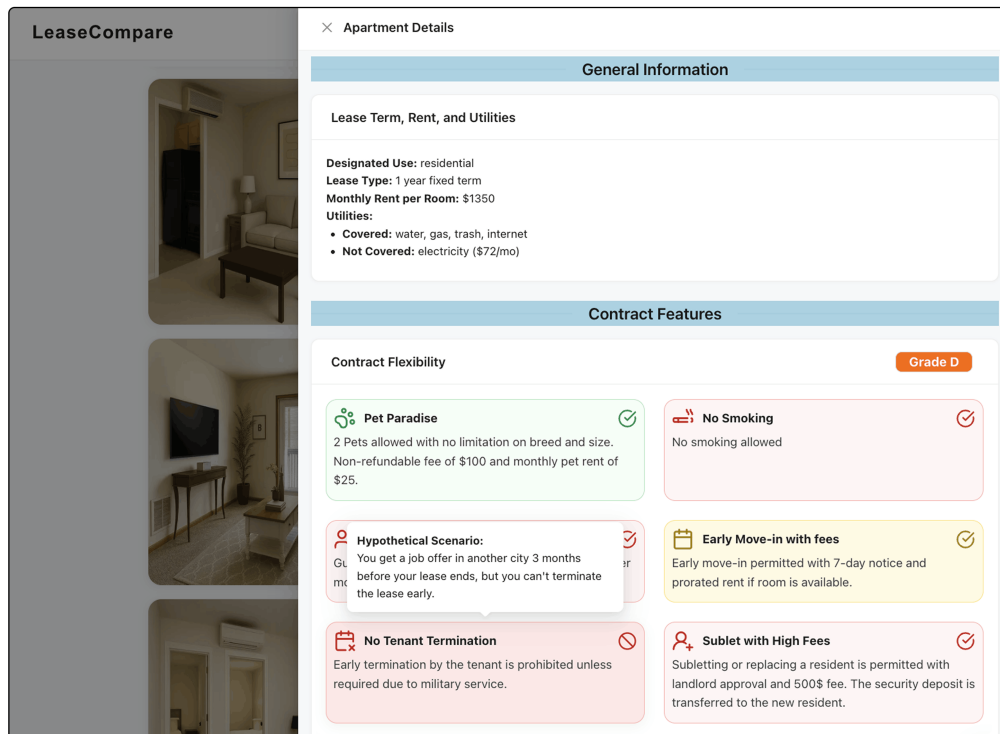 LeaseCompare
Apartment Details
General Information
Lease Term, Rent, and Utilities
Designated Use: residential
Lease Type: 1 year fixed term
Monthly Rent per Room: $1350
Utilities:
• Covered: water, gas, trash, internet
• Not Covered: electricity ($72/mo)
Contract Features
Contract Flexibility
Grade D
Pet Paradise
2 Pets allowed with no limitation on breed and size.
Non-refundable fee of $100 and monthly pet rent of
$25.
No Smoking
No smoking allowed
Hypothetical Scenario:
You get a job offer in another city 3 months
before your lease ends, but you can't terminate
the lease early.
Early Move-in with fees
Early move-in permitted with 7-day notice and
prorated rent if room is available.
No Tenant Termination
Early termination by the tenant is prohibited unless
required due to military service.
Sublet with High Fees
Subletting or replacing a resident is permitted with
landlord approval and 500$ fee. The security deposit is
transferred to the new resident.